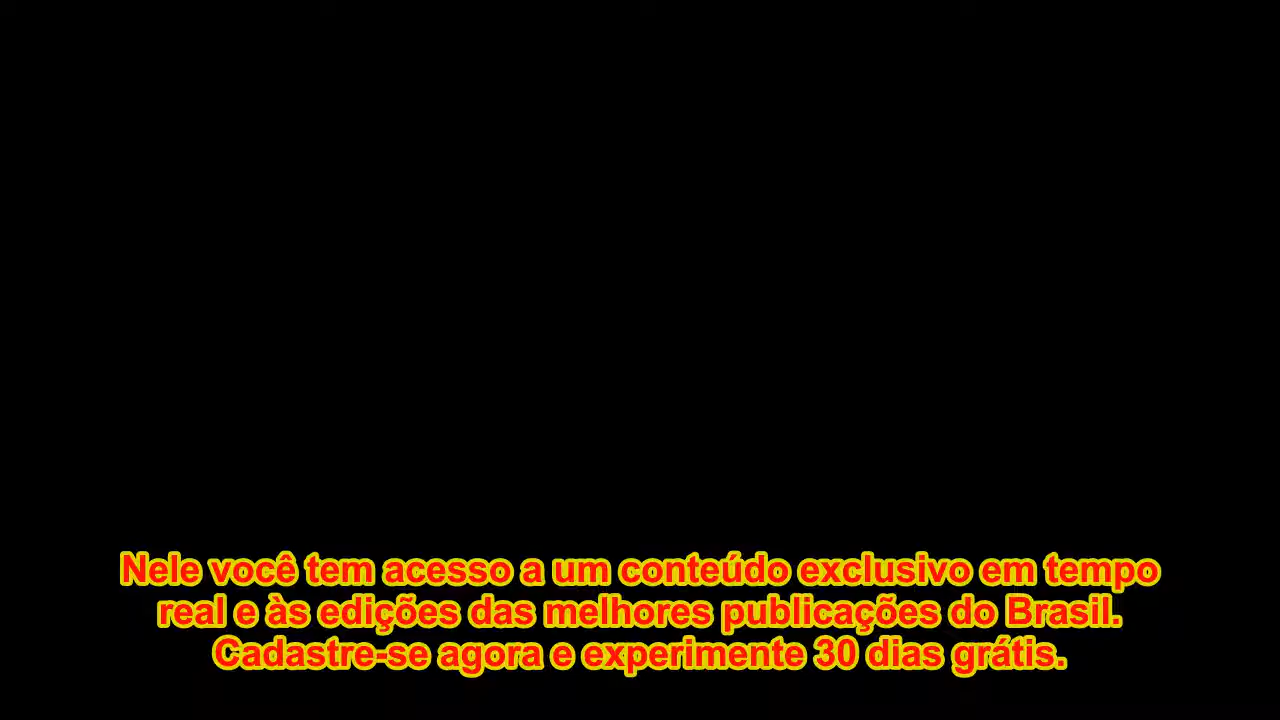 Nele você tem acesso a um conteúdo exclusivo em tempo
real e às edições das melhores publicações do Brasil.
Cadastre-se agora e experimente 30 dias grátis.